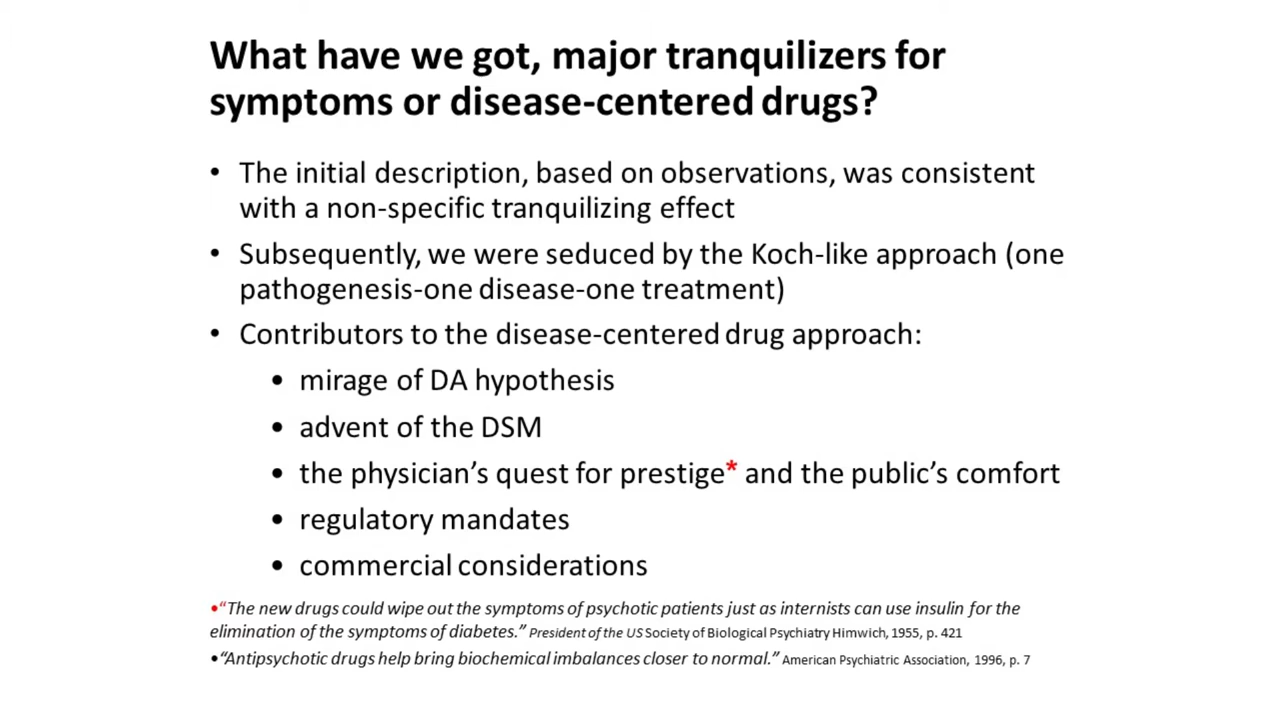 What have we got, major tranquilizers for
symptoms or disease-centered drugs?
• The initial description, based on observations, was consistent
with a non-specific tranquilizing effect
• Subsequently, we were seduced by the Koch-like approach (one
pathogenesis-one disease-one treatment)
• Contributors to the disease-centered drug approach:
• mirage of DA hypothesis
• advent of the DSM
• the physician’s quest for prestige* and the public’s comfort
• regulatory mandates
• commercial considerations
•“The new drugs could wipe out the symptoms of psychotic patients just as internists can use insulin for the
elimination of the symptoms of diabetes.” President of the US Society of Biological Psychiatry Himwich, 1955, p. 421
•“Antipsychotic drugs help bring biochemical imbalances closer to normal.” American Psychiatric Association, 1996, p. 7